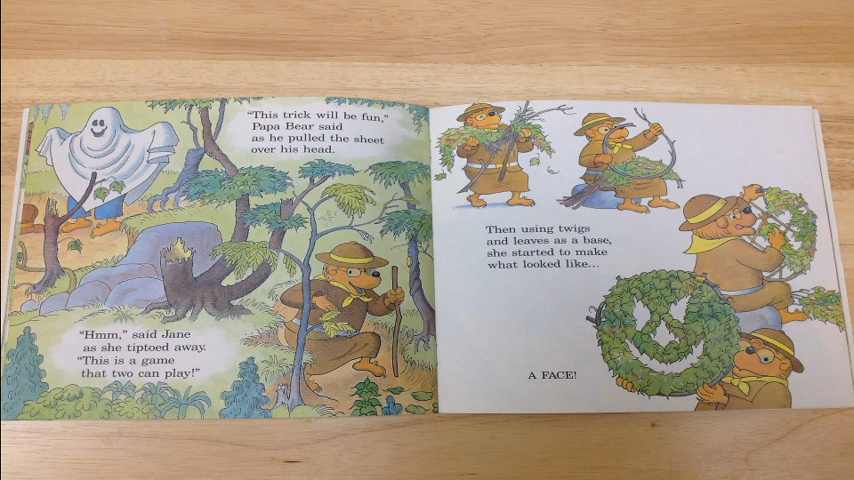 “This trick will be fun,”
Papa Bear said
as he pulled the sheet
over his head.
“Hmm,” said Jane
as she tiptoed away.
“This is a game
that two can play!”
Then using twigs
and leaves as a base,
she started to make
what looked like...
A FACE!